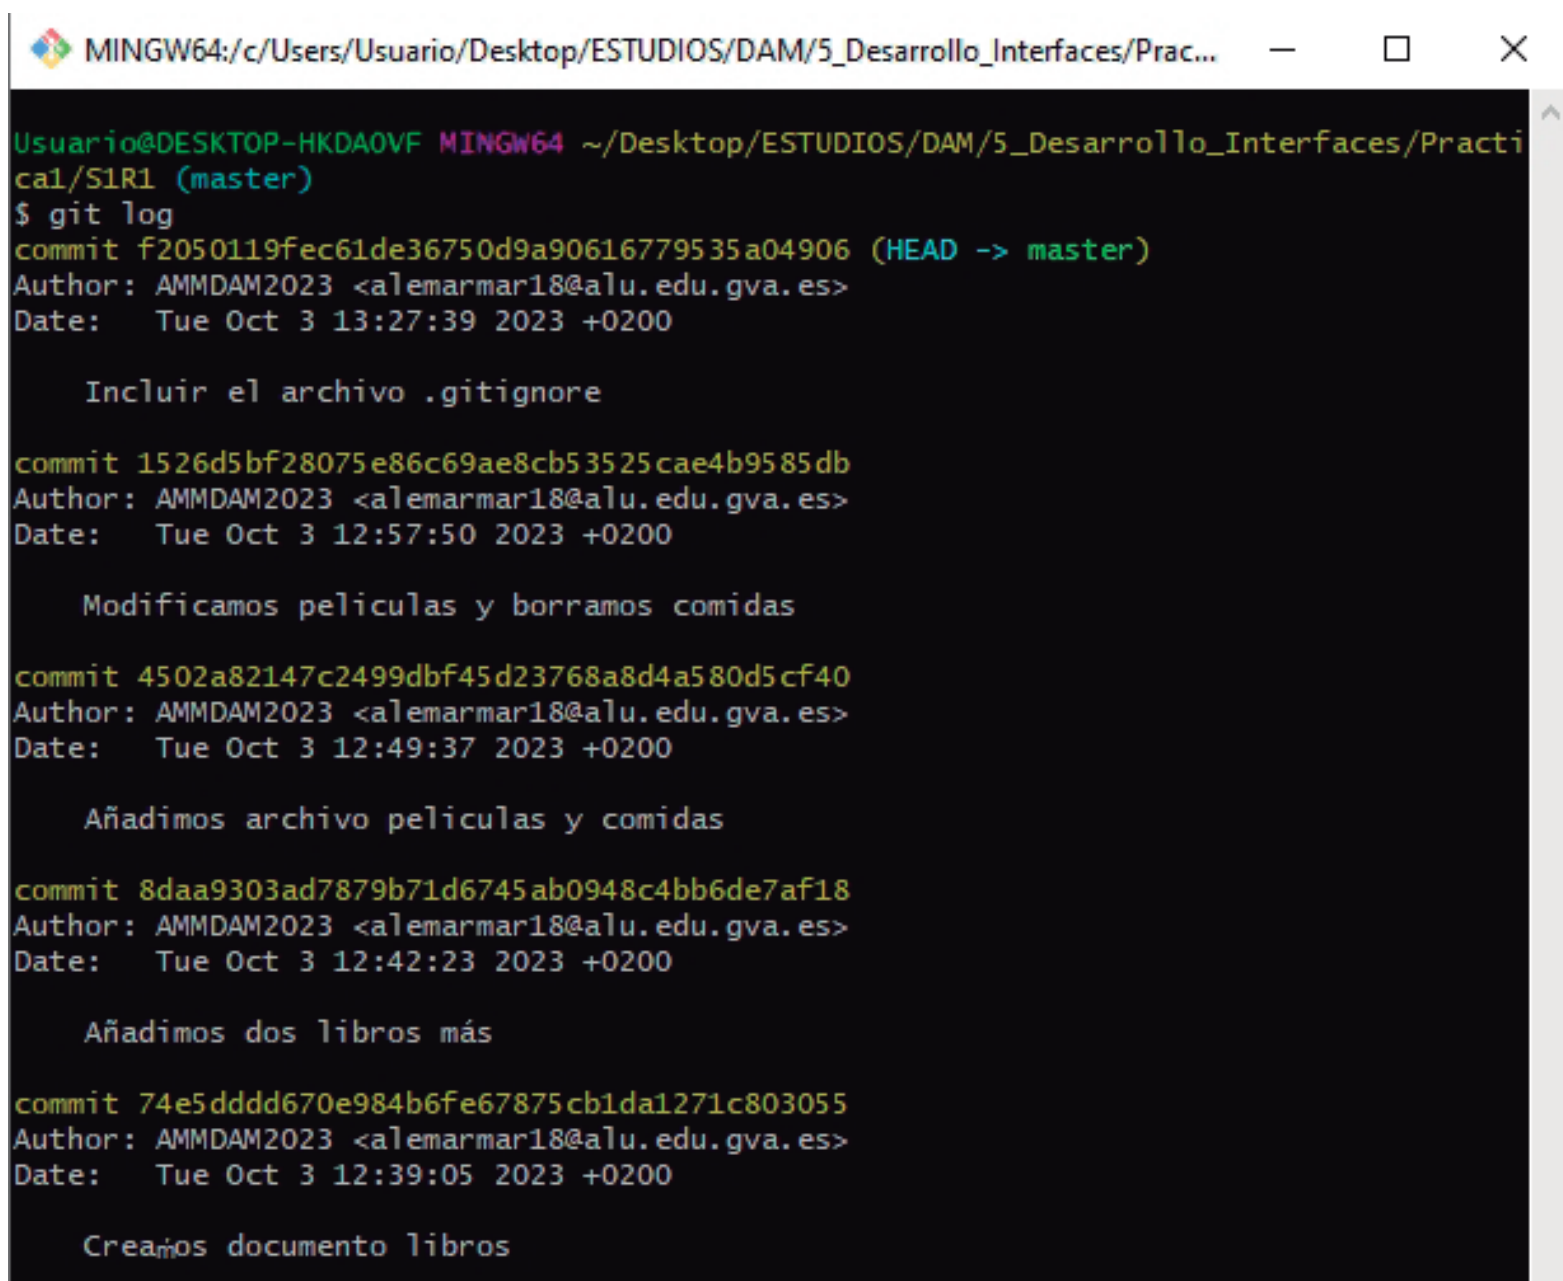 MINGW64:/c/Users/Usuario/Desktop/ESTUDIOS/DAM/5_Desarrollo_Interfaces/Prac...
Usuario@DESKTOP-HKDAOVF MINGW64 ~/Desktop/ESTUDIOS/DAM/5_Desarrollo_Interfaces/Practi
ca1/S1R1 (master)
$ git log
commit f2050119fec61de36750d9a90616779535a04906 (HEAD -> master)
Author: AMMDAM2023 <alemarmar18@alu.edu.gva.es>
Date:   Tue Oct 3 13:27:39 2023 +0200
Incluir el archivo .gitignore
commit 1526d5bf28075e86c69ae8cb53525cae4b9585db
Author: AMMDAM2023 <alemarmar18@alu.edu.gva.es>
Date:   Tue Oct 3 12:57:50 2023 +0200
Modificamos peliculas y borramos comidas
commit 4502a82147c2499dbf45d23768a8d4a580d5cf40
Author: AMMDAM2023 <alemarmar18@alu.edu.gva.es>
Date:   Tue Oct 3 12:49:37 2023 +0200
Añadimos archivo peliculas y comidas
commit 8daa9303ad7879b71d6745ab0948c4bb6de7af18
Author: AMMDAM2023 <alemarmar18@alu.edu.gva.es>
Date:   Tue Oct 3 12:42:23 2023 +0200
Añadimos dos libros más
commit 74e5dddd670e984b6fe67875cb1da1271c803055
Author: AMMDAM2023 <alemarmar18@alu.edu.gva.es>
Date:   Tue Oct 3 12:39:05 2023 +0200
Creamos documento libros